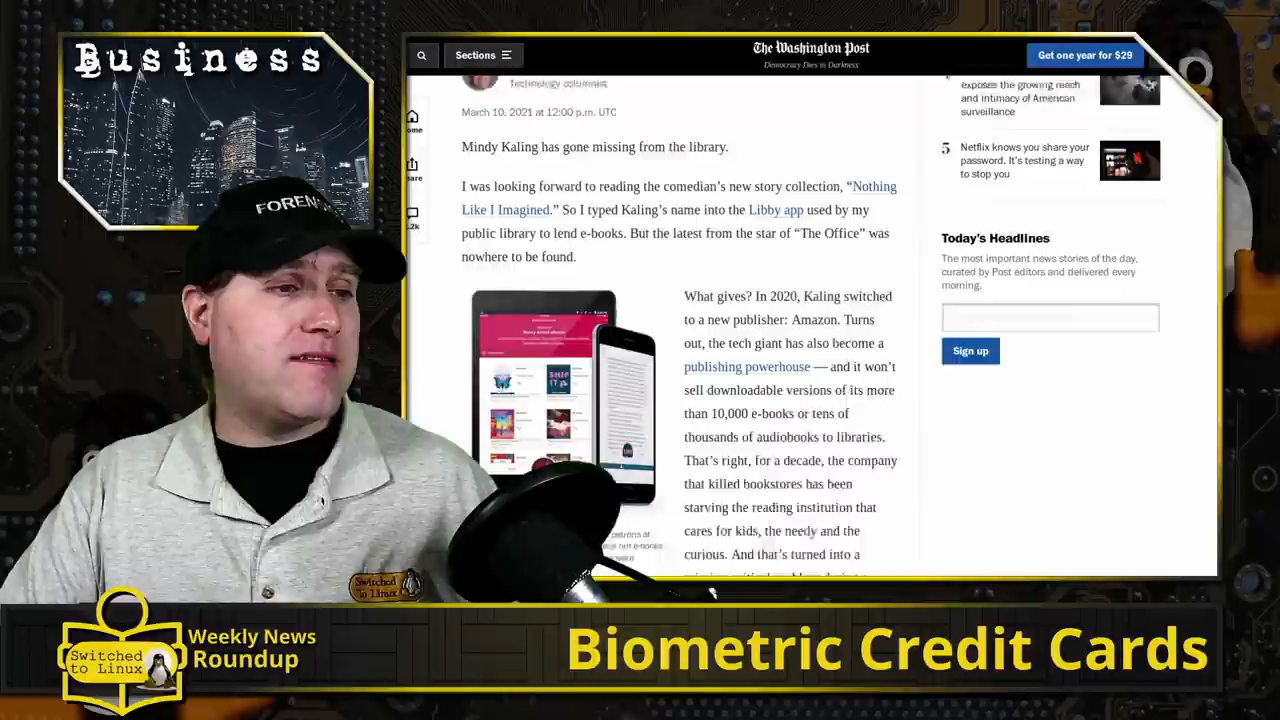 Business
The Washington Post
Democracy Dies in Darkness
Sections
Get one year for $29
Technology columnist
March 10, 2021 at 12:00 p.m. UTC
Mindy Kaling has gone missing from the library.
I was looking forward to reading the comedian's new story collection, “Nothing
Like I Imagined.” So I typed Kaling's name into the Libby app used by my
public library to lend e-books. But the latest from the star of “The Office” was
nowhere to be found.
What gives? In 2020, Kaling switched
to a new publisher: Amazon. Turns
out, the tech giant has also become a
publishing powerhouse — and it won't
sell downloadable versions of its more
than 10,000 e-books or tens of
thousands of audiobooks to libraries.
That's right, for a decade, the company
that killed bookstores has been
starving the reading institution that
cares for kids, the needy and the
curious. And that's turned into a
exposes the growing reach
and intimacy of American
surveillance
5
Netflix knows you share your
password. It's testing a way
to stop you
Today's Headlines
The most important news stories of the day,
curated by Post editors and delivered every
morning.
Sign up
Switched
To Linux
Switched
to Linux
Weekly News
Roundup
Biometric Credit Cards